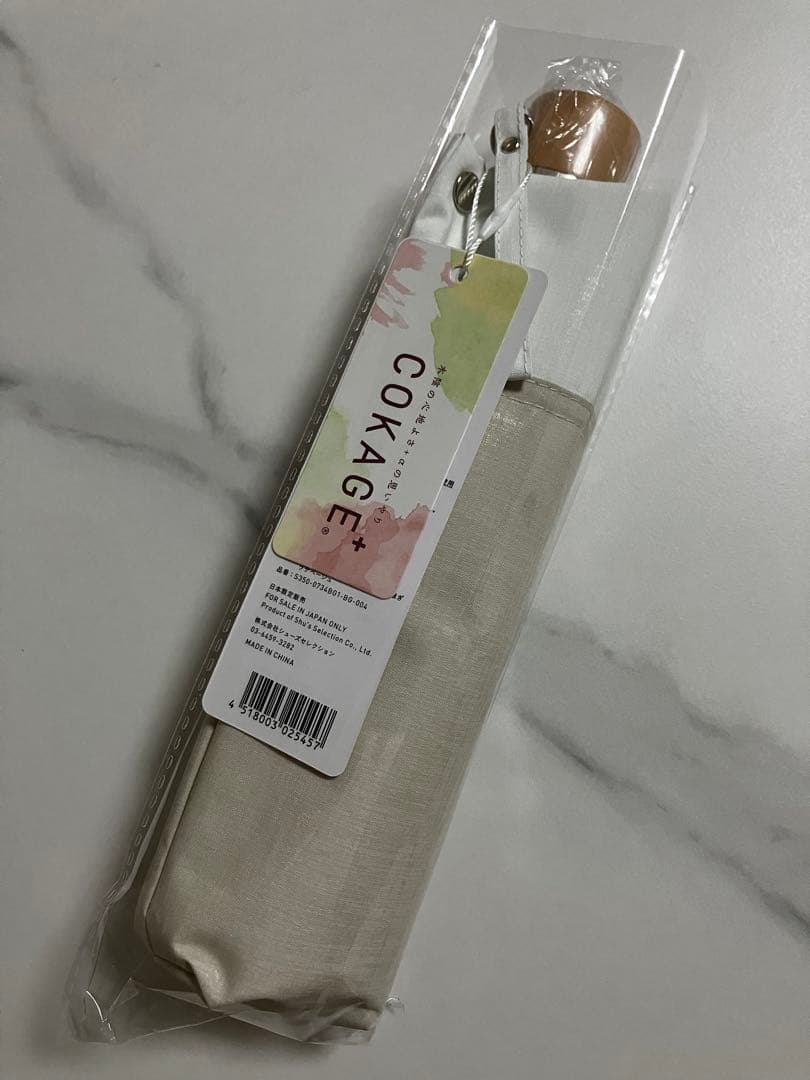 木陰の心地よさ+αの思いやり
COKAGE+®
品番：S350-0734B01-BG-004
日本限定販売
FOR SALE IN JAPAN ONLY
Product of Shu's Selection Co., Ltd.
株式会社シューズセレクション
03-6459-3282
MADE IN CHINA
4 518003 025457